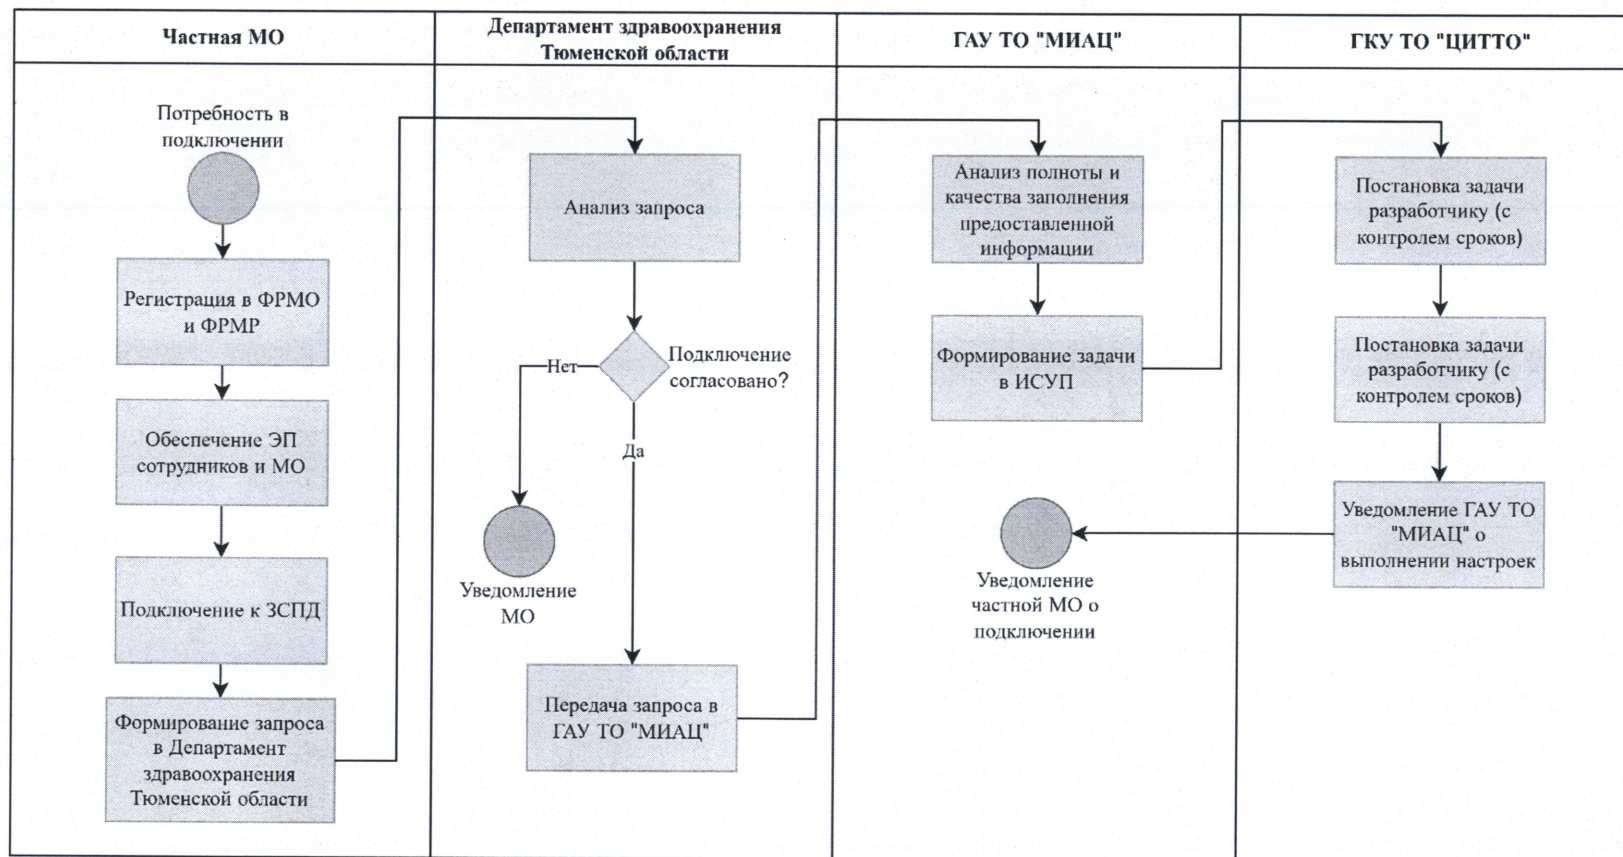 Частная МО
Департамент здравоохранения
Тюменской области
ГАУ ТО "МИАЦ"
ГКУ ТО "ЦИТТО"
Потребность в
подключении
Регистрация в ФРМО
и ФРМР
Обеспечение ЭП
сотрудников и МО
Подключение к ЗСПД
Формирование запроса
в Департамент
здравоохранения
Тюменской области
Анализ запроса
Подключение
согласовано?
Нет
Да
Уведомление
МО
Передача запроса в
ГАУ ТО "МИАЦ"
Анализ полноты и
качества заполнения
предоставленной
информации
Формирование задачи
в ИСУП
Уведомление
частной МО о
подключении
Постановка задачи
разработчику (с
контролем сроков)
Постановка задачи
разработчику (с
контролем сроков)
Уведомление ГАУ ТО
"МИАЦ" о
выполнении настроек